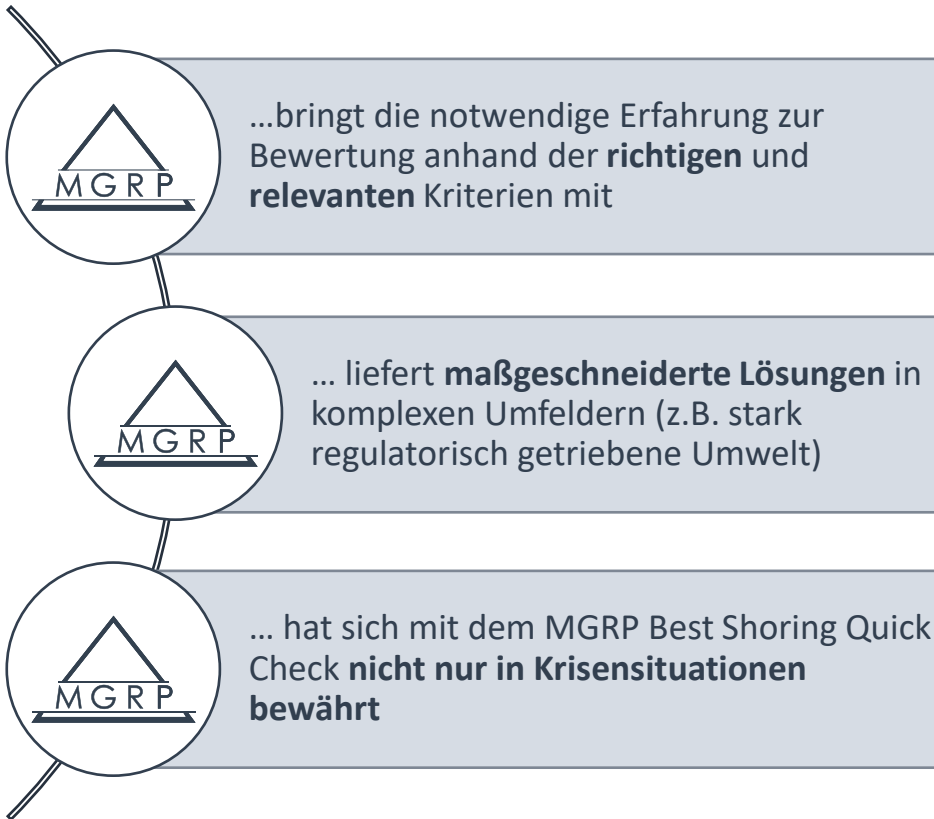 MGRP
…bringt die notwendige Erfahrung zur
Bewertung anhand der richtigen und
relevanten Kriterien mit
MGRP
… liefert maßgeschneiderte Lösungen in
komplexen Umfeldern (z.B. stark
regulatorisch getriebene Umwelt)
MGRP
… hat sich mit dem MGRP Best Shoring Quick
Check nicht nur in Krisensituationen
bewährt